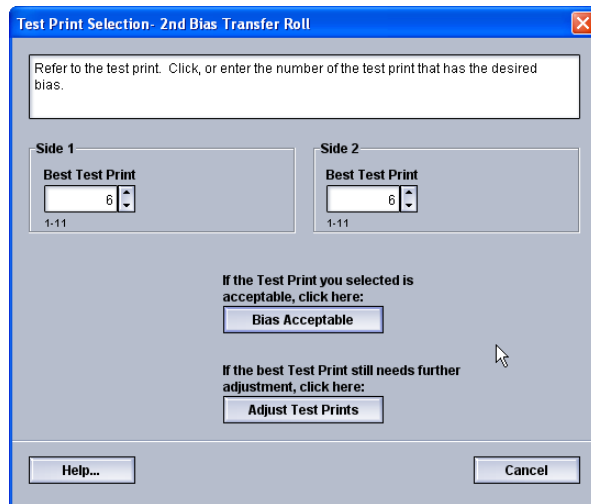 Test Print Selection- 2nd Bias Transfer Roll
Refer to the test print.  Click, or enter the number of the test print that has the desired
bias.
Side 1
Side 2
Best Test Print
Best Test Print
6
6
1-11
1-11
If the Test Print you selected is
acceptable, click here:
Bias Acceptable
If the best Test Print still needs further
adjustment, click here:
Adjust Test Prints
Help...
Cancel